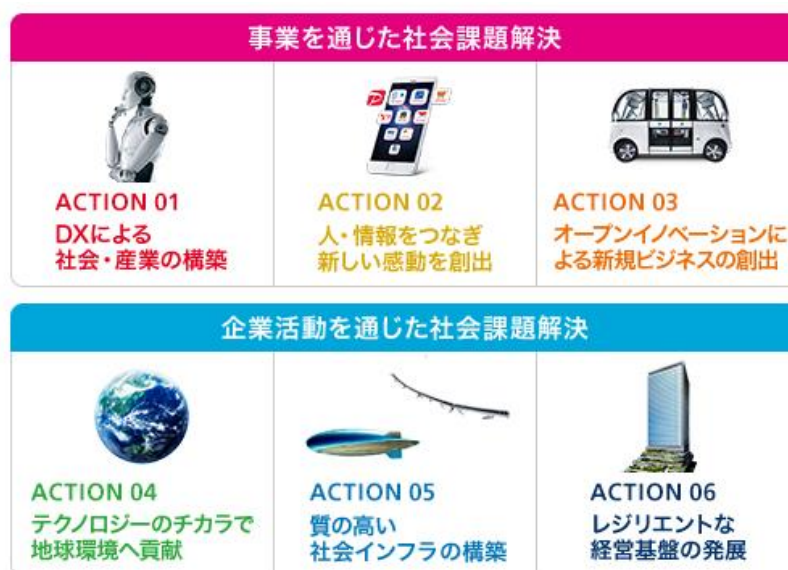 事業を通じた社会課題解決
ACTION 01
DXによる
社会・産業の構築
ACTION 02
人・情報をつなぎ
新しい感動を創出
ACTION 03
オープンイノベーションに
よる新規ビジネスの創出
企業活動を通じた社会課題解決
ACTION 04
テクノロジーのチカラで
地球環境へ貢献
ACTION 05
質の高い
社会インフラの構築
ACTION 06
レジリエントな
経営基盤の発展